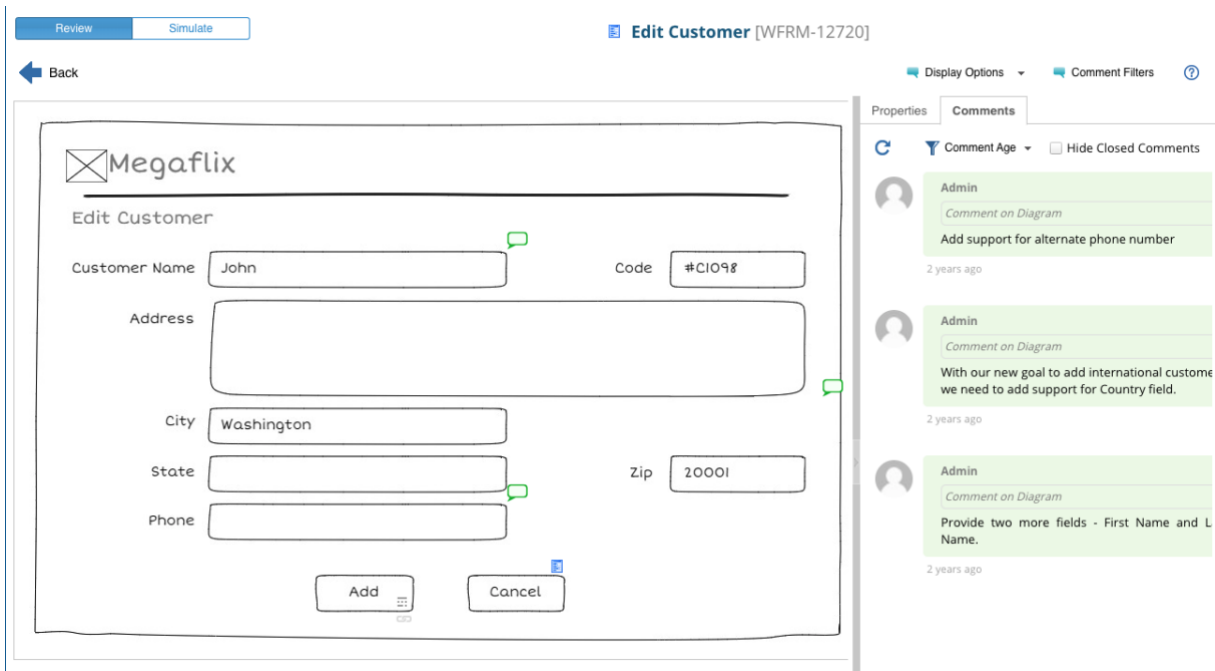 Review
Simulate
Edit Customer [WFRM-12720]
Back
Display Options
Comment Filters
?
Properties
Comments
Comment Age
Hide Closed Comments
Megaflix
Edit Customer
Customer Name
John
Code
#C1098
Address
City
Washington
State
Zip
20001
Phone
Add
Cancel
Admin
Comment on Diagram
Add support for alternate phone number
2 years ago
Admin
Comment on Diagram
With our new goal to add international custome
we need to add support for Country field.
2 years ago
Admin
Comment on Diagram
Provide two more fields - First Name and L
Name.
2 years ago